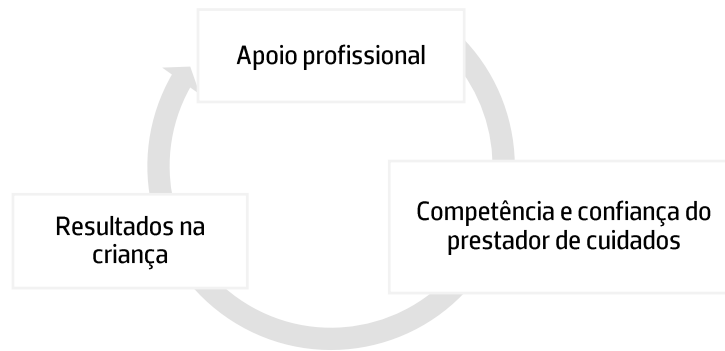 Apoio profissional
Competência e confiança do
prestador de cuidados
Resultados na
criança